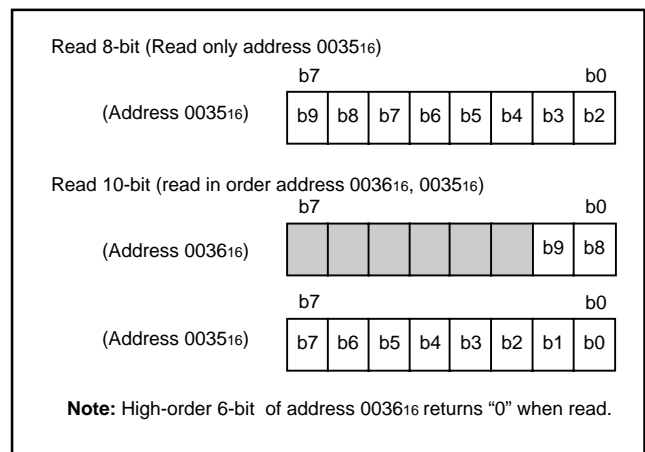 Read 8-bit (Read only address 0035₁₆)
b7 b0
(Address 0035₁₆) b9 b8 b7 b6 b5 b4 b3 b2
Read 10-bit (read in order address 0036₁₆, 0035₁₆)
b7 b0
(Address 0036₁₆) b9 b8
b7 b0
(Address 0035₁₆) b7 b6 b5 b4 b3 b2 b1 b0
Note: High-order 6-bit of address 0036₁₆ returns “0” when read.